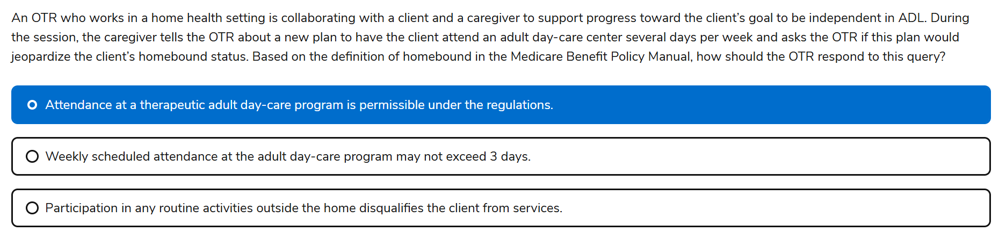 An OTR who works in a home health setting is collaborating with a client and a caregiver to support progress toward the client’s goal to be independent in ADL. During
the session, the caregiver tells the OTR about a new plan to have the client attend an adult day-care center several days per week and asks the OTR if this plan would
jeopardize the client’s homebound status. Based on the definition of homebound in the Medicare Benefit Policy Manual, how should the OTR respond to this query?
Attendance at a therapeutic adult day-care program is permissible under the regulations.
Weekly scheduled attendance at the adult day-care program may not exceed 3 days.
Participation in any routine activities outside the home disqualifies the client from services.